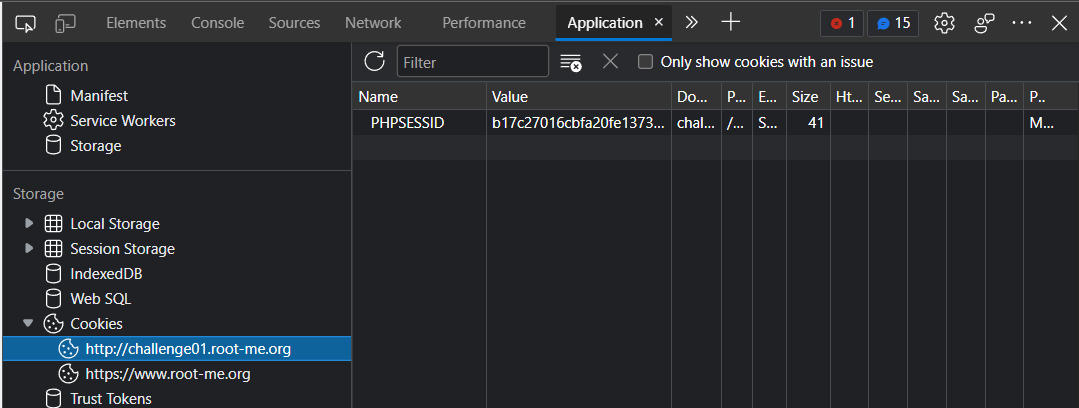 Elements Console Sources Network Performance Application × » + 1 15 ··· ×
Application
Manifest
Service Workers
Storage
Storage
Local Storage
Session Storage
IndexedDB
Web SQL
Cookies
http://challenge01.root-me.org
https://www.root-me.org
Trust Tokens
Filter Only show cookies with an issue
Name Value Do... P... E... Size Ht... Se... Sa... Sa... Pa... P..
PHPSESSID b17c27016cbfa20fe1373... chal... /... S... 41 M...